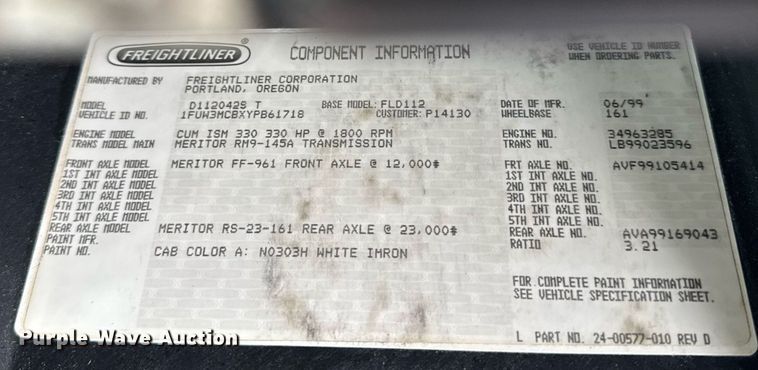 FREIGHTLINER ® COMPONENT INFORMATION USE VEHICLE ID NUMBER
WHEN ORDERING PARTS.
MANUFACTURED BY FREIGHTLINER CORPORATION
PORTLAND, OREGON
MODEL D112042S T BASE MODEL: FLD112 DATE OF MFR. 06/99
VEHICLE ID NO. 1FUW3MCBXYPB61718 CUSTOMER: P14130 WHEELBASE 161
ENGINE MODEL CUM ISM 330 330 HP @ 1800 RPM ENGINE NO. 34963285
TRANS MODEL MAIN MERITOR RM9-145A TRANSMISSION TRANS NO. LB99023596
FRONT AXLE MODEL MERITOR FF-961 FRONT AXLE @ 12,000# FRT AXLE NO. AVF99105414
1ST INT AXLE MODEL 1ST INT AXLE NO.
2ND INT AXLE MODEL 2ND INT AXLE NO.
3RD INT AXLE MODEL 3RD INT AXLE NO.
4TH INT AXLE MODEL 4TH INT AXLE NO.
5TH INT AXLE MODEL 5TH INT AXLE NO.
REAR AXLE MODEL MERITOR RS-23-161 REAR AXLE @ 23,000# REAR AXLE NO. AVA99169043
PAINT MFR. RATIO 3.21
PAINT NO. CAB COLOR A: N0303H WHITE IMRON
FOR COMPLETE PAINT INFORMATION
SEE VEHICLE SPECIFICATION SHEET.
L PART NO. 24-00577-010 REV D
Purple Wave Auction